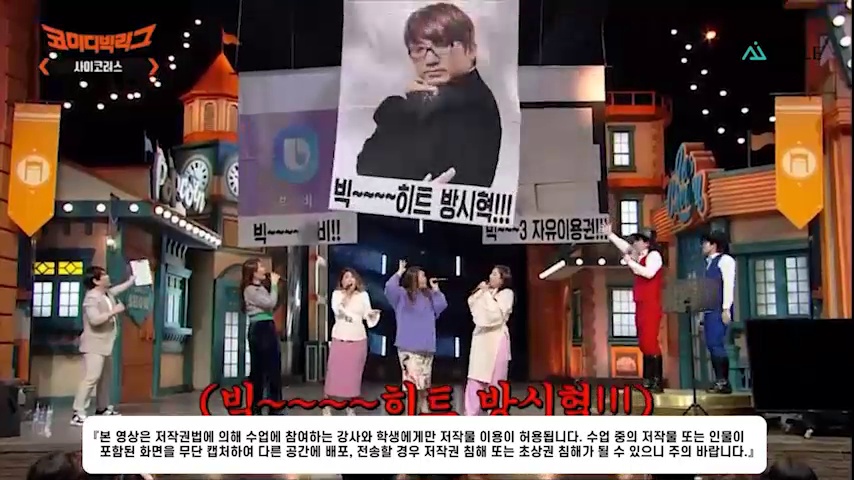 코미디빅리그
사이코러스
빅~~~~히트 방시혁!!!
빅~~~~ 비!!
빅~~~3 자유이용권!!!
(빅~~~~히트 방시혁!!!)
『본 영상은 저작권법에 의해 수업에 참여하는 강사와 학생에게만 저작물 이용이 허용됩니다. 수업 중의 저작물 또는 인물이
포함된 화면을 무단 캡처하여 다른 공간에 배포, 전송할 경우 저작권 침해 또는 초상권 침해가 될 수 있으니 주의 바랍니다.』